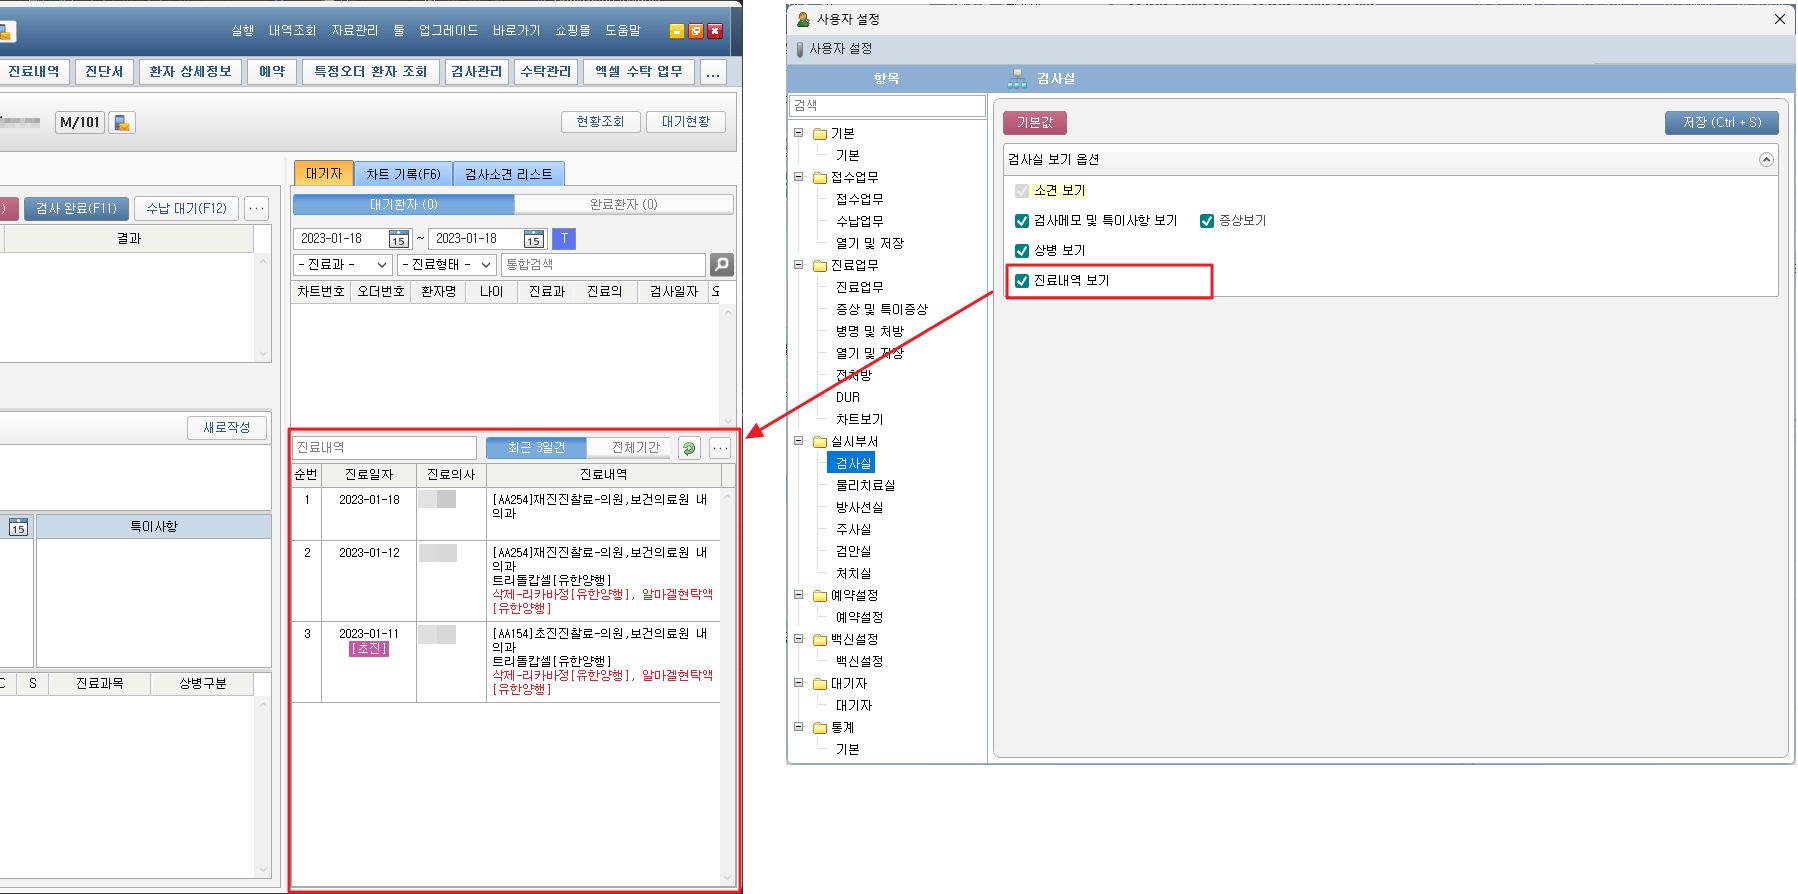 실행 내역조회 자료관리 툴 업그레이드 바로가기 쇼핑몰 도움말
진료내역 진단서 환자 상세정보 예약 특정오더 환자 조회 검사관리 수탁관리 엑셀 수탁 업무 ...
M/101 현황조회 대기현황
대기자 차트 기록(F6) 검사소견 리스트
) 검사 완료(F11) 수납 대기(F12) ...
대기환자 (0) 완료환자 (0)
결과
2023-01-18 15 ~ 2023-01-18 15 T
- 진료과 - - 진료형태 - 통합검색
차트번호 오더번호 환자명 나이 진료과 진료의 검사일자 오
새로작성
진료내역 최근 3일건 전체기간 ...
순번 진료일자 진료의사 진료내역
1 2023-01-18 [AA254]재진진찰료-의원,보건의료원 내
의과
2 2023-01-12 [AA254]재진진찰료-의원,보건의료원 내
의과
트리돌캅셀[유한양행]
삭제-리카바정[유한양행], 알마겔현탁액
[유한양행]
3 2023-01-11 [초진] [AA154]초진진찰료-의원,보건의료원 내
의과
트리돌캅셀[유한양행]
삭제-리카바정[유한양행], 알마겔현탁액
[유한양행]
15 특이사항
C S 진료과목 상병구분
사용자 설정
사용자 설정
항목
검사실
검색
기본
기본
접수업무
접수업무
수납업무
열기 및 저장
진료업무
진료업무
증상 및 특이증상
병명 및 처방
열기 및 저장
전처방
DUR
차트보기
실시부서
검사실
물리치료실
방사선실
주사실
검안실
처치실
예약설정
예약설정
백신설정
백신설정
대기자
대기자
통계
기본
기본값 저장 (Ctrl + S)
검사실 보기 옵션
소견 보기
검사메모 및 특이사항 보기 증상보기
상병 보기
진료내역 보기